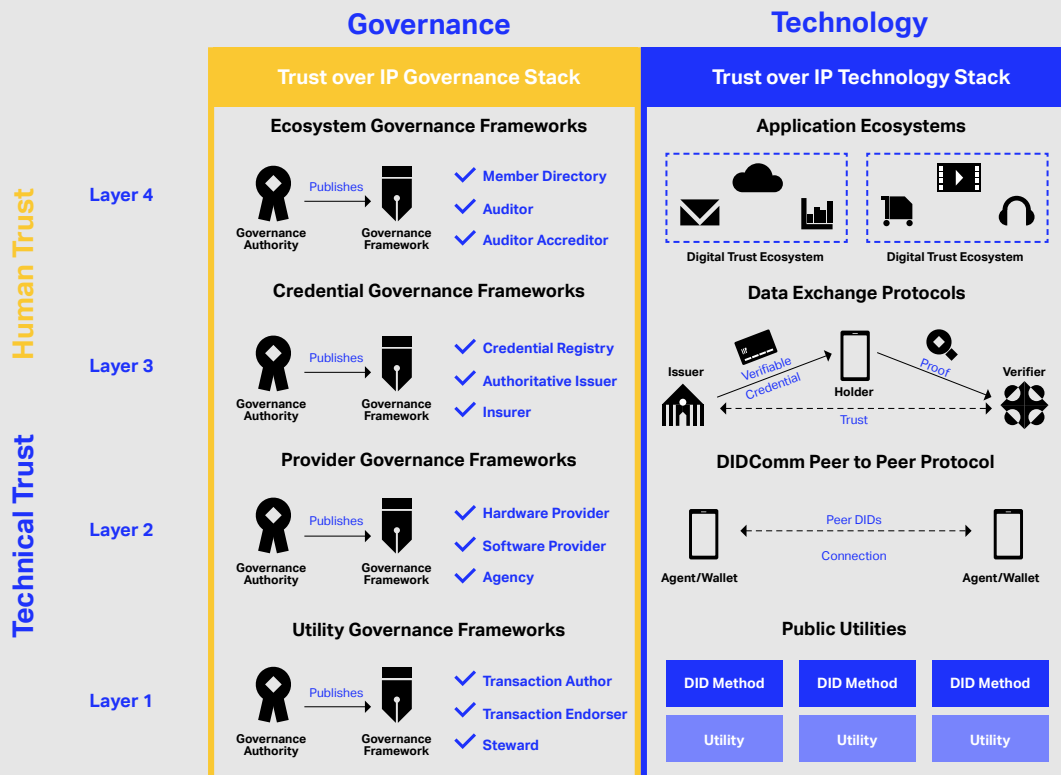 Governance
Technology
Trust over IP Governance Stack
Trust over IP Technology Stack
Human Trust
Technical Trust
Layer 4
Ecosystem Governance Frameworks
Publishes
Governance
Authority
Governance
Framework
Member Directory
Auditor
Auditor Accreditor
Application Ecosystems
Digital Trust Ecosystem
Digital Trust Ecosystem
Layer 3
Credential Governance Frameworks
Publishes
Governance
Authority
Governance
Framework
Credential Registry
Authoritative Issuer
Insurer
Data Exchange Protocols
Issuer
Verifiable
Credential
Holder
Proof
Verifier
Trust
Layer 2
Provider Governance Frameworks
Publishes
Governance
Authority
Governance
Framework
Hardware Provider
Software Provider
Agency
DIDComm Peer to Peer Protocol
Peer DIDs
Connection
Agent/Wallet
Agent/Wallet
Layer 1
Utility Governance Frameworks
Publishes
Governance
Authority
Governance
Framework
Transaction Author
Transaction Endorser
Steward
Public Utilities
DID Method
DID Method
DID Method
Utility
Utility
Utility